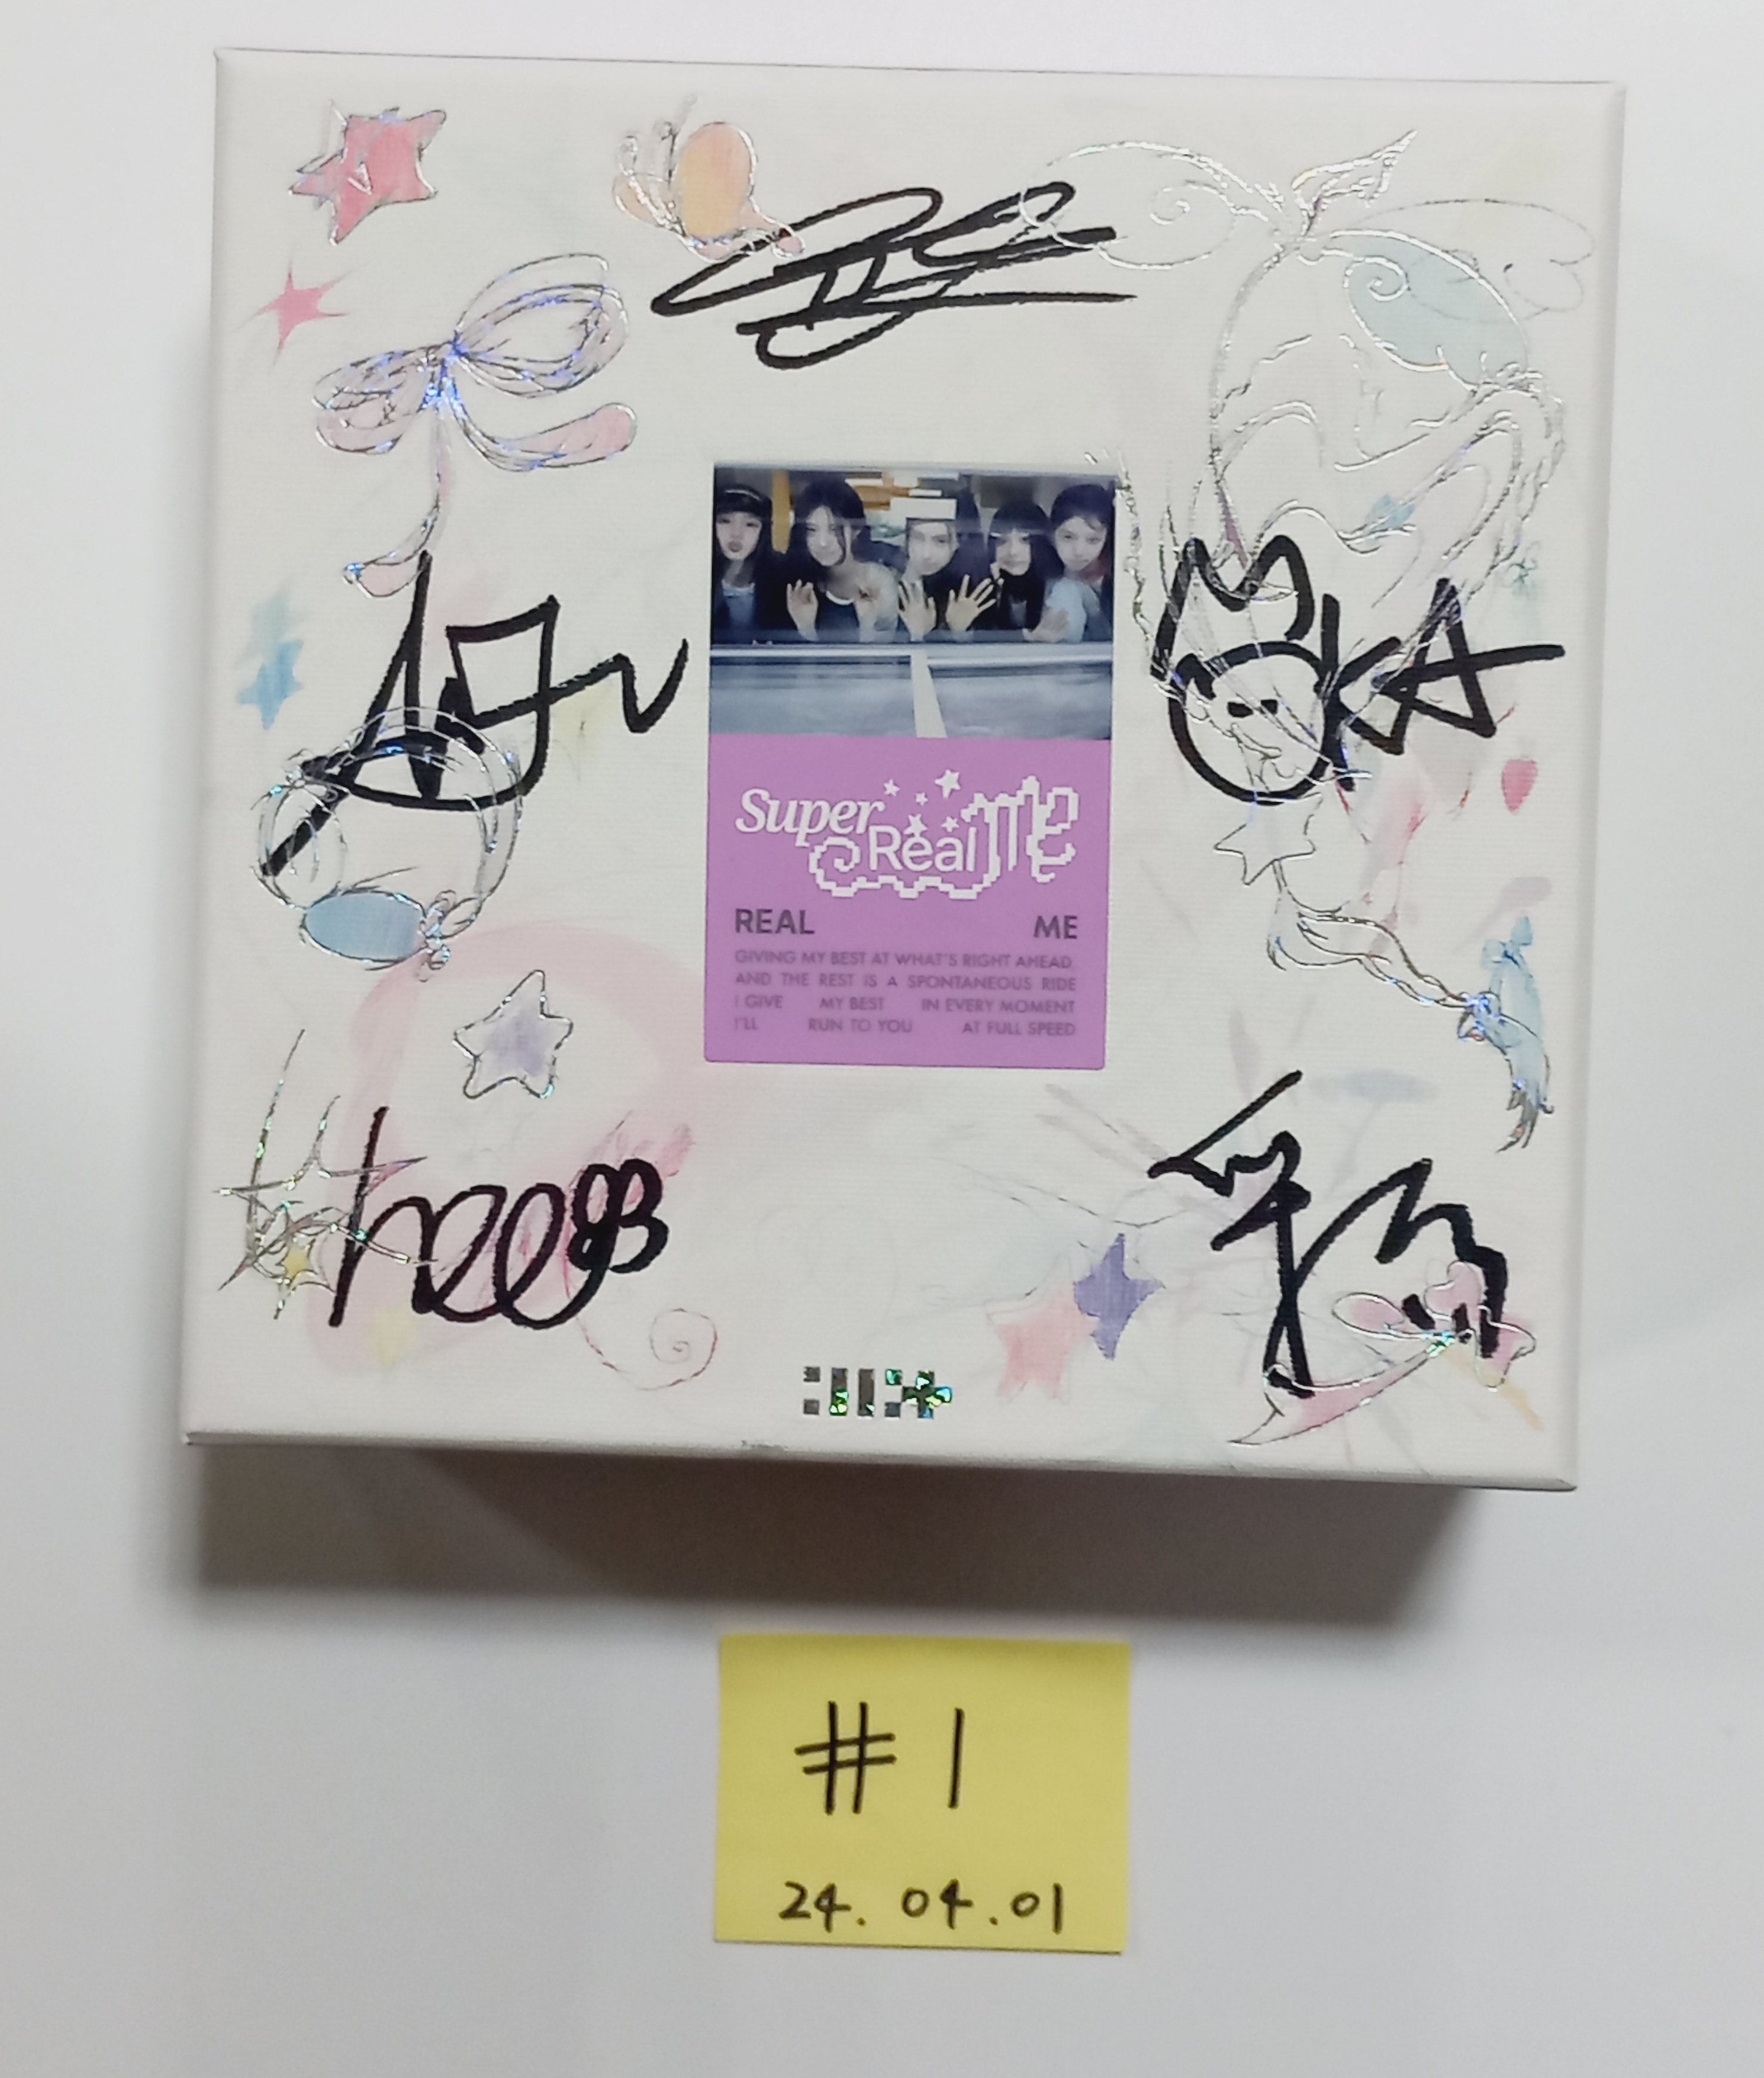 MOKA
Super
Real ME
REAL ME
GIVING MY BEST AT WHAT'S RIGHT AHEAD
AND THE REST IS A SPONTANEOUS RIDE
I GIVE MY BEST IN EVERY MOMENT
I'LL RUN TO YOU AT FULL SPEED
#1
24.04.01